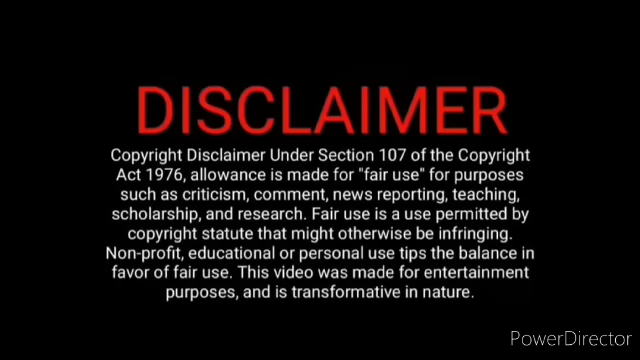 DISCLAIMER
Copyright Disclaimer Under Section 107 of the Copyright
Act 1976, allowance is made for "fair use" for purposes
such as criticism, comment, news reporting, teaching,
scholarship, and research. Fair use is a use permitted by
copyright statute that might otherwise be infringing.
Non-profit, educational or personal use tips the balance in
favor of fair use. This video was made for entertainment
purposes, and is transformative in nature.
PowerDirector